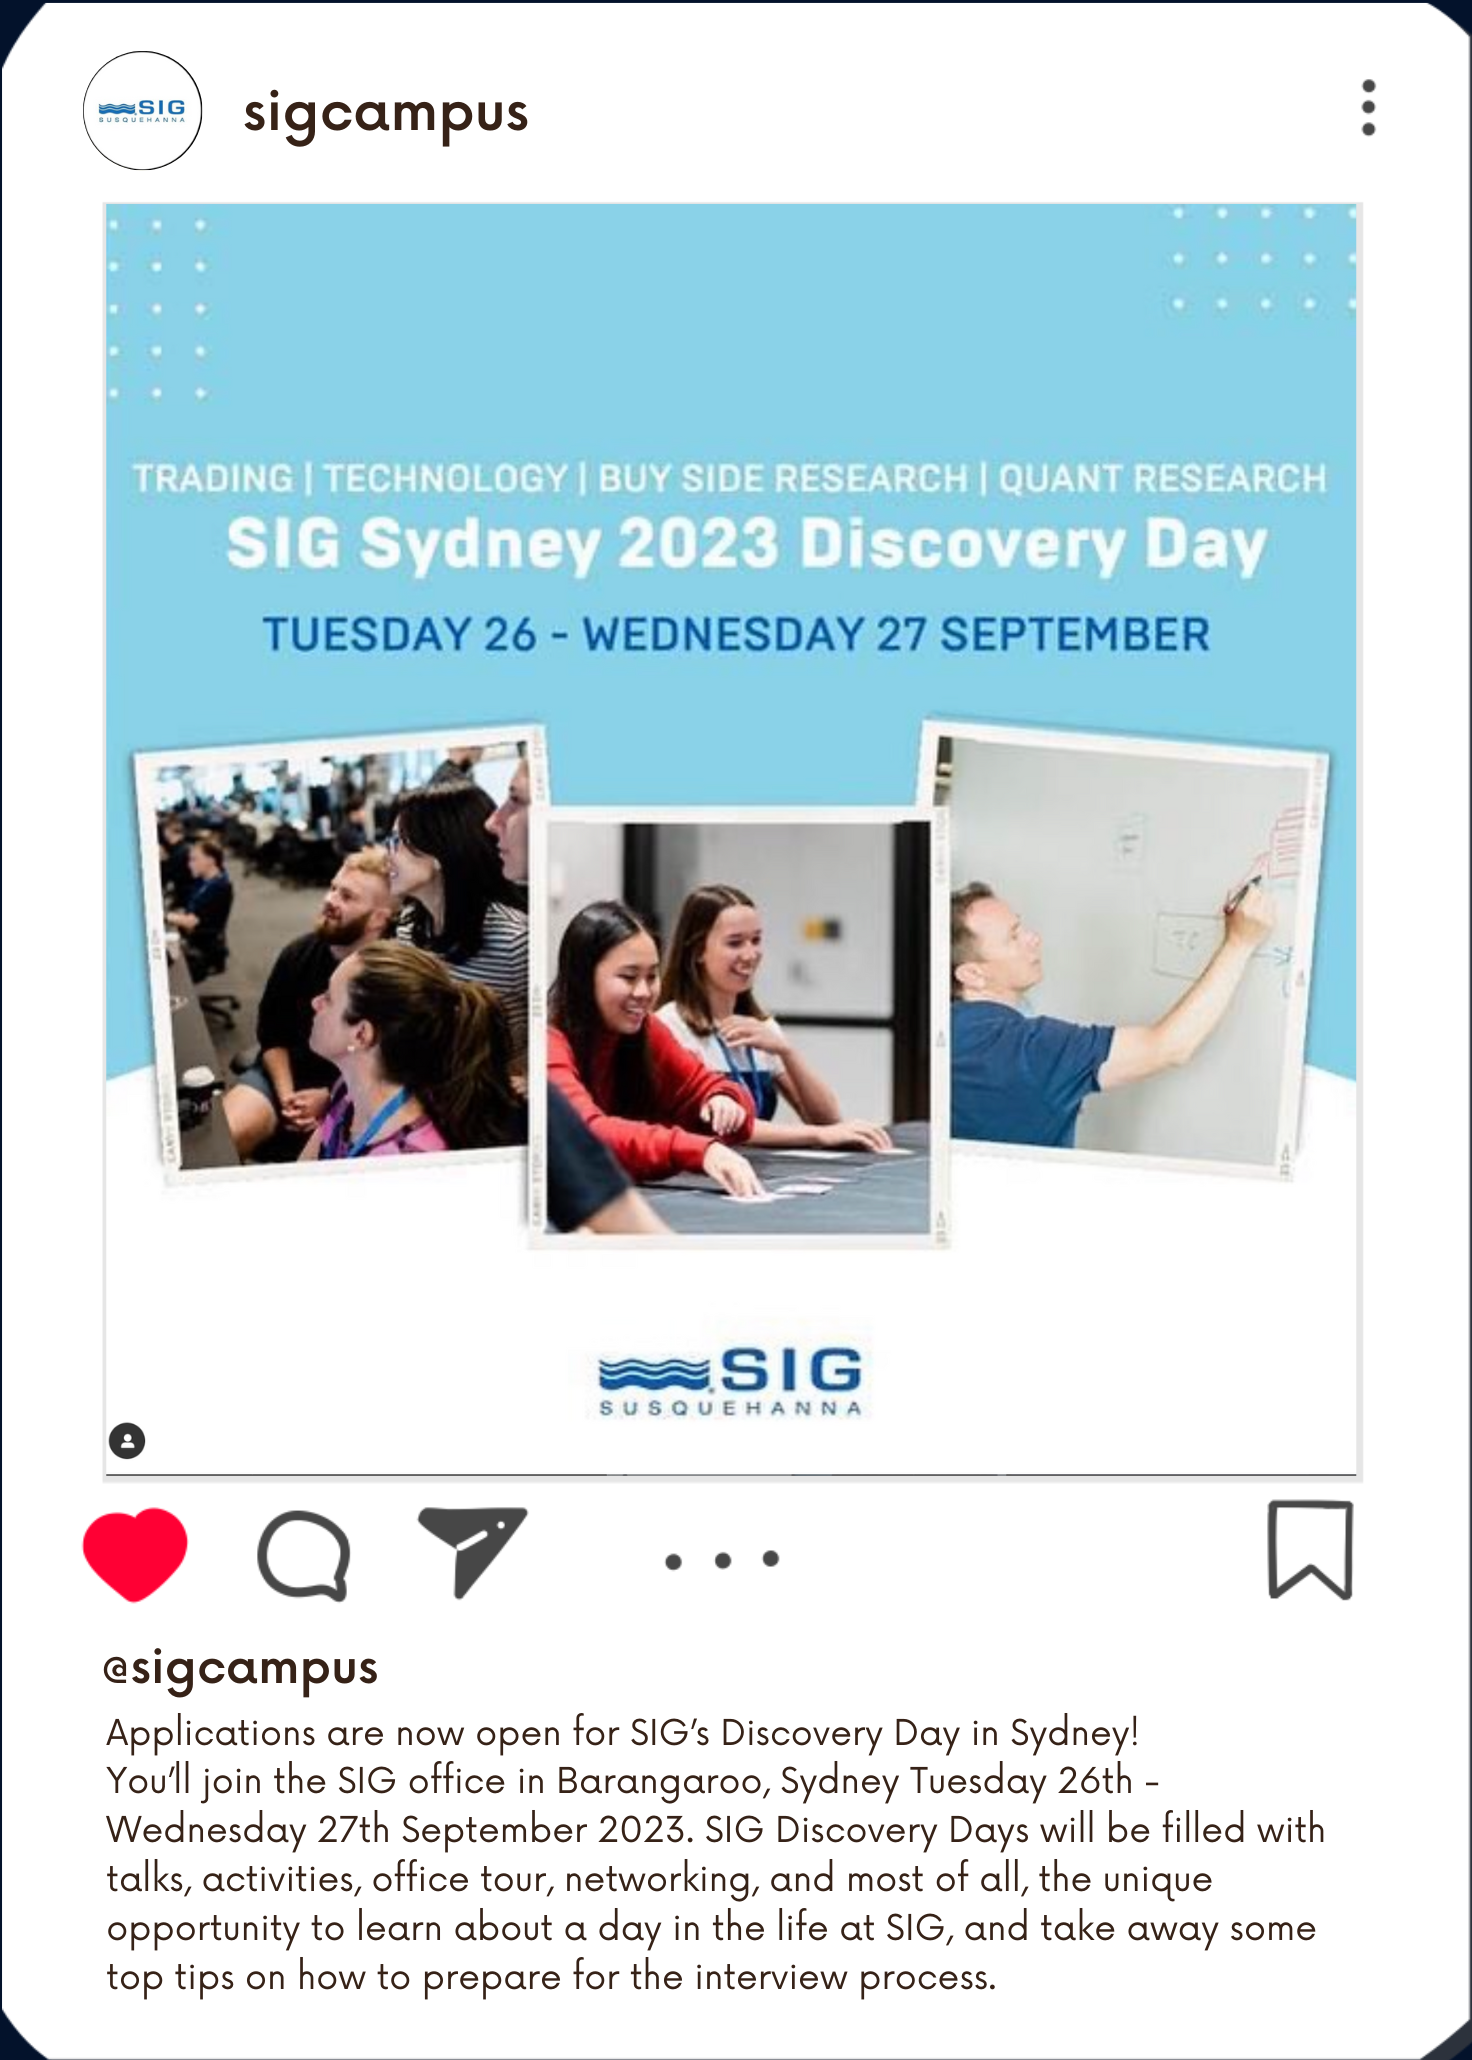 SIG
SUSQUEHANNA
sigcampus
TRADING | TECHNOLOGY | BUY SIDE RESEARCH | QUANT RESEARCH
SIG Sydney 2023 Discovery Day
TUESDAY 26 - WEDNESDAY 27 SEPTEMBER
SIG
SUSQUEHANNA
@sigcampus
Applications are now open for SIG’s Discovery Day in Sydney!
You’ll join the SIG office in Barangaroo, Sydney Tuesday 26th -
Wednesday 27th September 2023. SIG Discovery Days will be filled with
talks, activities, office tour, networking, and most of all, the unique
opportunity to learn about a day in the life at SIG, and take away some
top tips on how to prepare for the interview process.